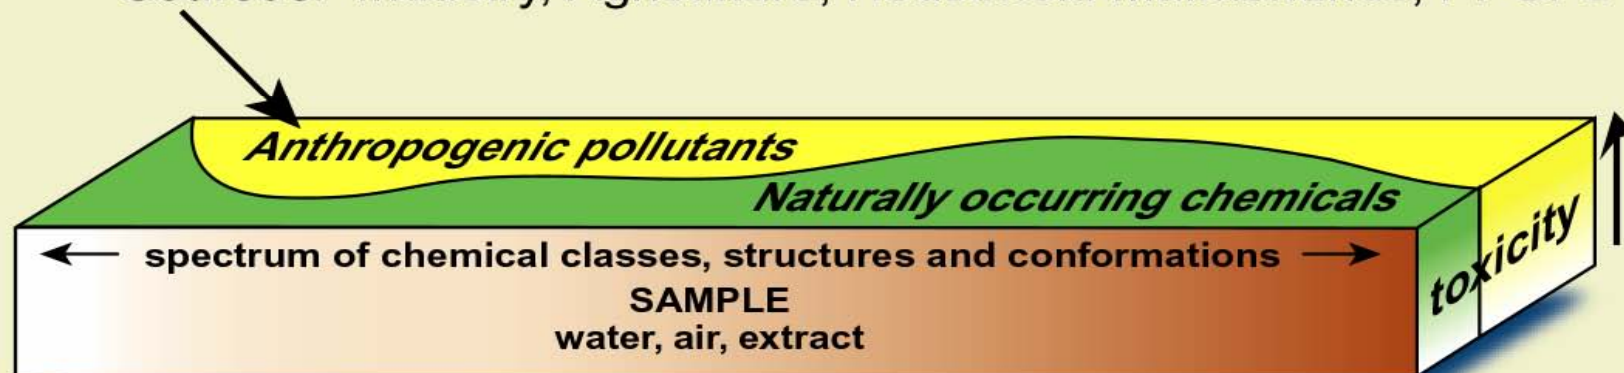 Anthropogenic pollutants
Naturally occurring chemicals
toxicity
spectrum of chemical classes, structures and conformations
SAMPLE
water, air, extract